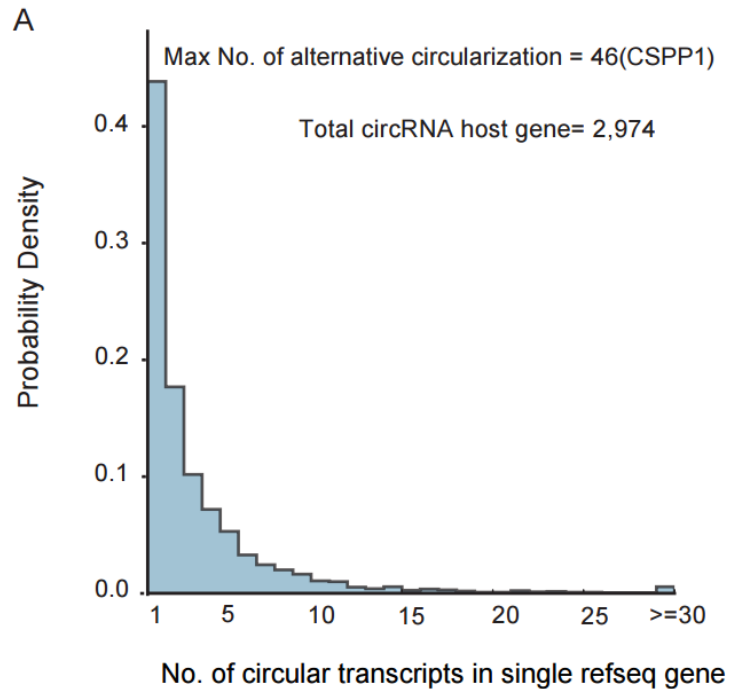 A
Max No. of alternative circularization = 46(CSPP1)
Total circRNA host gene= 2,974
Probability Density
0.4
0.3
0.2
0.1
0.0
1 5 10 15 20 25 >=30
No. of circular transcripts in single refseq gene